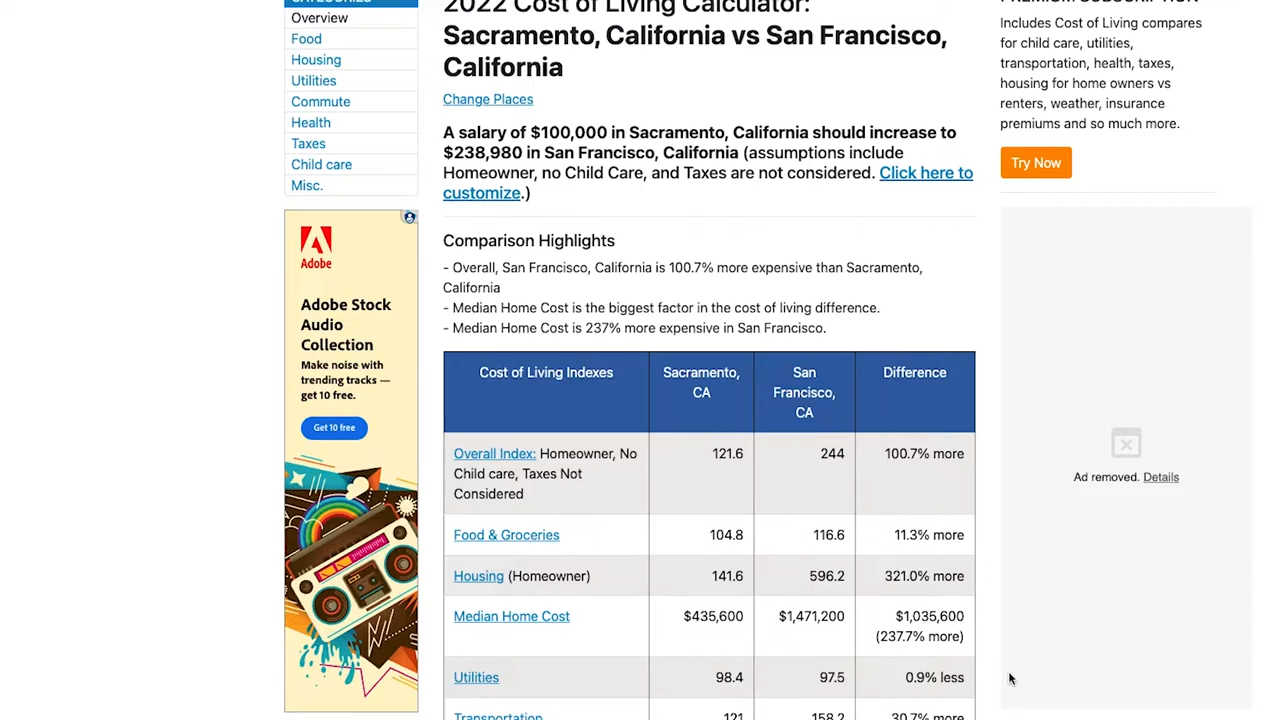 CATEGORIES
Overview
Food
Housing
Utilities
Commute
Health
Taxes
Child care
Misc.
Adobe
Adobe Stock
Audio
Collection
Make noise with
trending tracks —
get 10 free.
Get 10 free
2022 Cost of Living Calculator:
Sacramento, California vs San Francisco,
California
Change Places
A salary of $100,000 in Sacramento, California should increase to
$238,980 in San Francisco, California (assumptions include
Homeowner, no Child Care, and Taxes are not considered. Click here to
customize.)
Comparison Highlights
- Overall, San Francisco, California is 100.7% more expensive than Sacramento,
California
- Median Home Cost is the biggest factor in the cost of living difference.
- Median Home Cost is 237% more expensive in San Francisco.
Cost of Living Indexes
Sacramento,
CA
San
Francisco,
CA
Difference
Overall Index: Homeowner, No
Child care, Taxes Not
Considered
121.6
244
100.7% more
Food & Groceries
104.8
116.6
11.3% more
Housing (Homeowner)
141.6
596.2
321.0% more
Median Home Cost
$435,600
$1,471,200
$1,035,600
(237.7% more)
Utilities
98.4
97.5
0.9% less
Transportation
121
158.2
30.7% more
PREMIUM SUBSCRIPTION
Includes Cost of Living compares
for child care, utilities,
transportation, health, taxes,
housing for home owners vs
renters, weather, insurance
premiums and so much more.
Try Now
Ad removed. Details